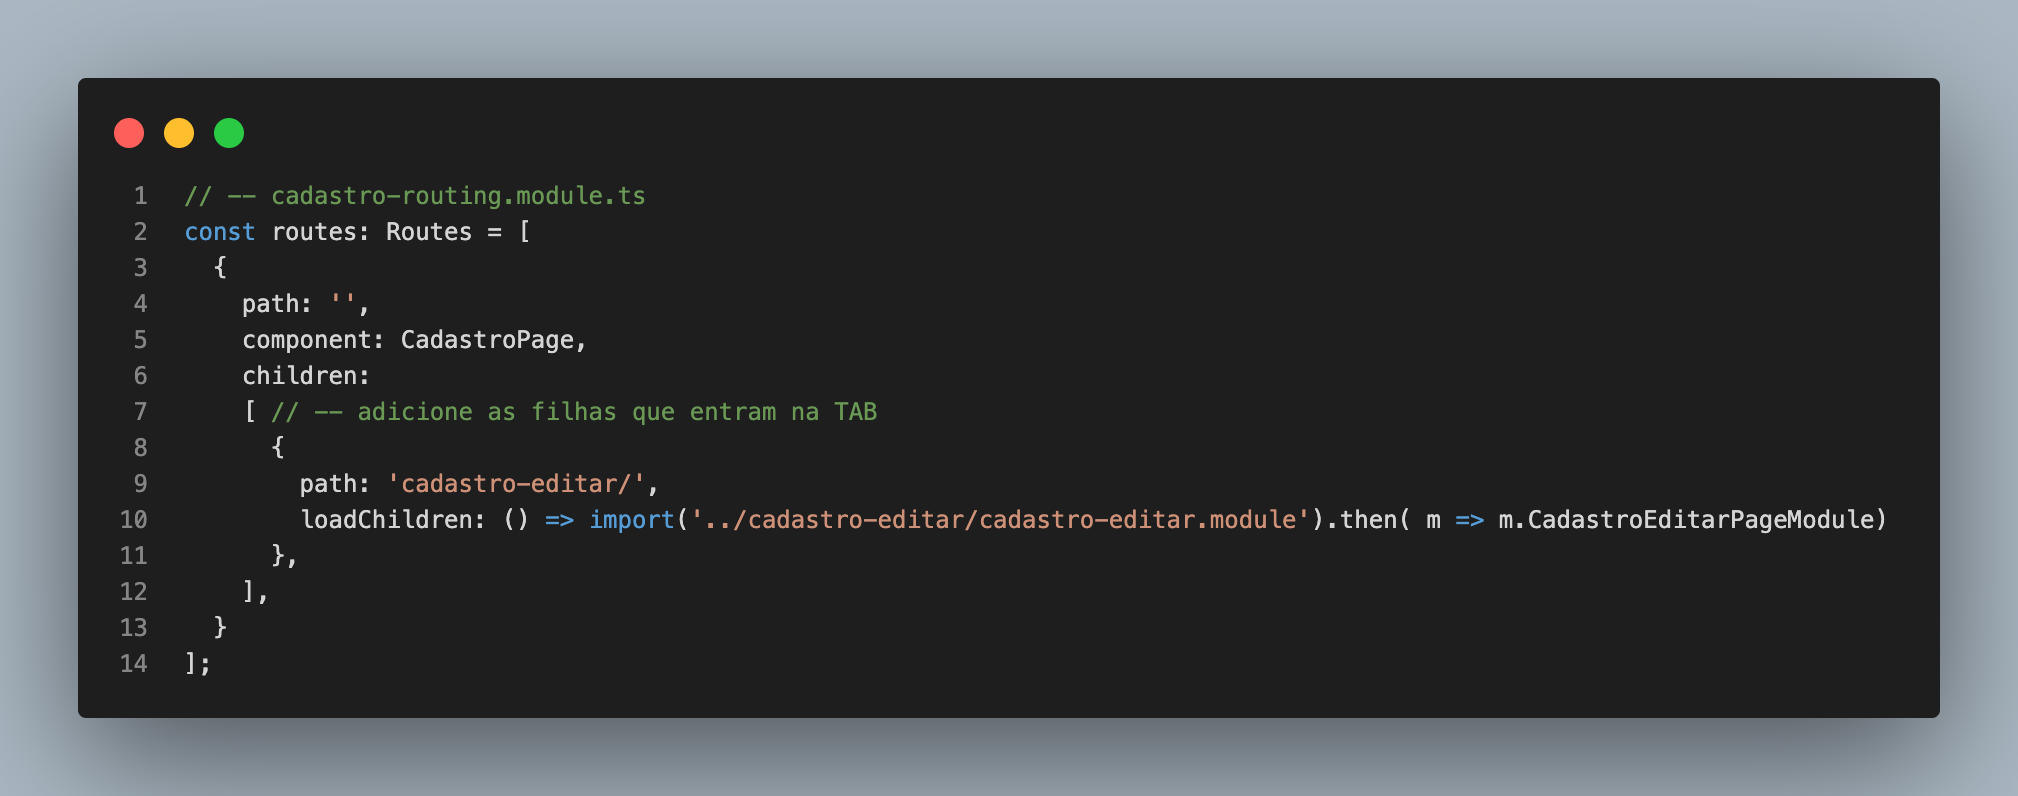 1 // -- cadastro-routing.module.ts
2 const routes: Routes = [
3   {
4     path: '',
5     component: CadastroPage,
6     children:
7     [ // -- adicione as filhas que entram na TAB
8       {
9         path: 'cadastro-editar/',
10         loadChildren: () => import('../cadastro-editar/cadastro-editar.module').then( m => m.CadastroEditarPageModule)
11       },
12     ],
13   }
14 ];